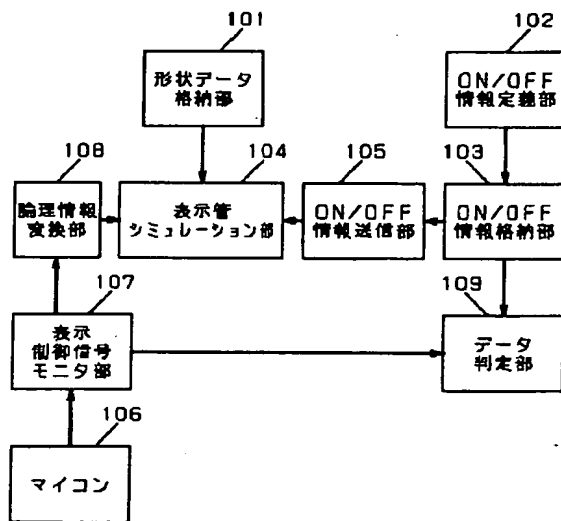 101
形状データ
格納部
102
ON/OFF
情報定義部
108
論理情報
変換部
104
表示管
シミュレーション部
105
ON/OFF
情報送信部
103
ON/OFF
情報格納部
107
表示
制御信号
モニタ部
109
データ
判定部
106
マイコン